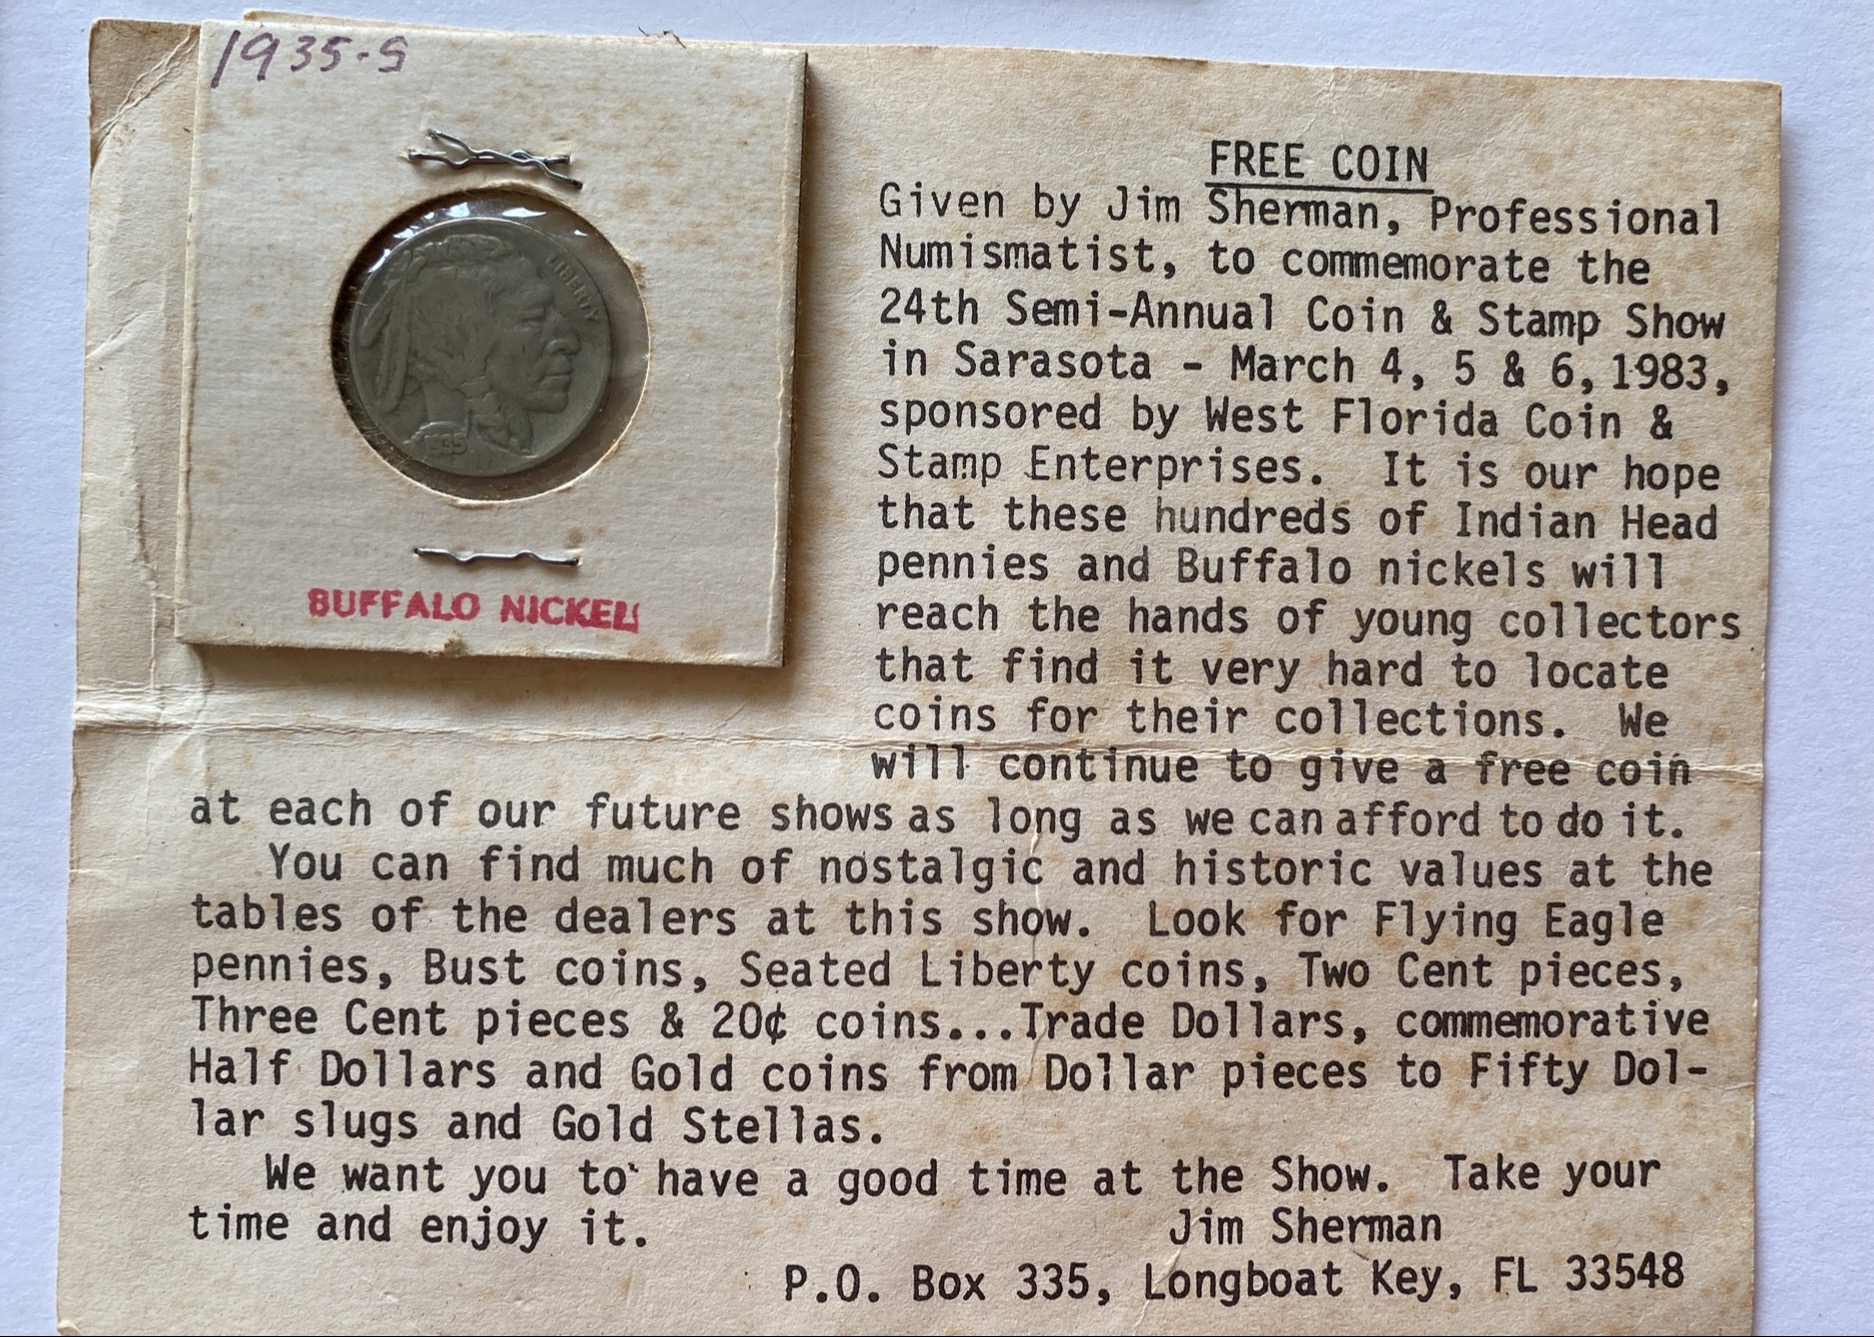 1935-S
LIBERTY
1935
BUFFALO NICKEL
FREE COIN
Given by Jim Sherman, Professional
Numismatist, to commemorate the
24th Semi-Annual Coin & Stamp Show
in Sarasota - March 4, 5 & 6, 1983,
sponsored by West Florida Coin &
Stamp Enterprises. It is our hope
that these hundreds of Indian Head
pennies and Buffalo nickels will
reach the hands of young collectors
that find it very hard to locate
coins for their collections. We
will continue to give a free coin
at each of our future shows as long as we can afford to do it.
You can find much of nostalgic and historic values at the
tables of the dealers at this show. Look for Flying Eagle
pennies, Bust coins, Seated Liberty coins, Two Cent pieces,
Three Cent pieces & 20¢ coins...Trade Dollars, commemorative
Half Dollars and Gold coins from Dollar pieces to Fifty Dol-
lar slugs and Gold Stellas.
We want you to have a good time at the Show. Take your
time and enjoy it.
Jim Sherman
P.O. Box 335, Longboat Key, FL 33548